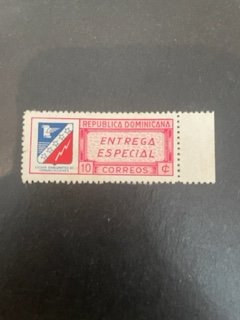 REPUBLICA DOMINICANA
ENTREGA
ESPECIAL
10 CORREOS ¢